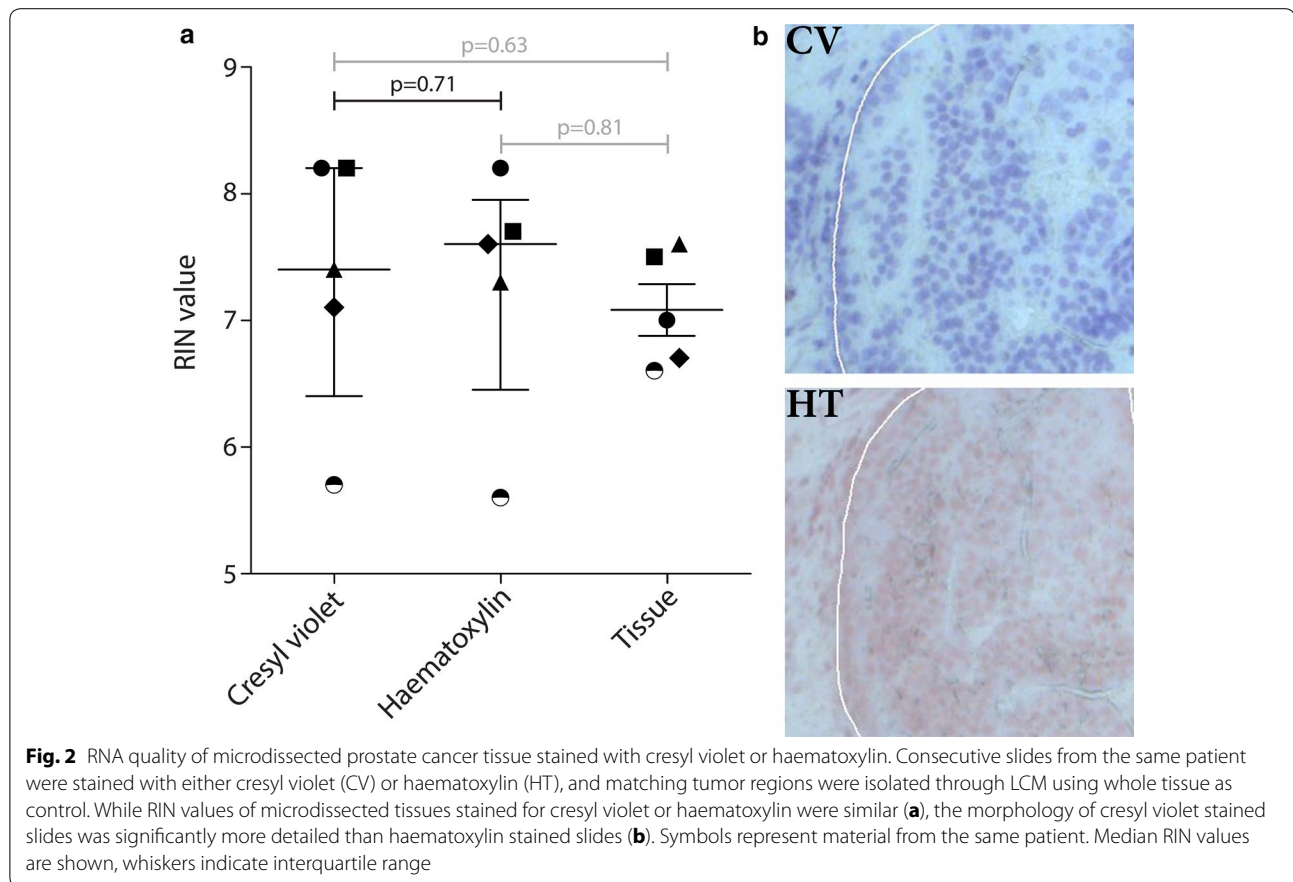 a
p=0.63
b
CV
9
p=0.71
p=0.81
8
7
6
5
RIN value
Cresyl violet
Haematoxylin
Tissue
HT
Fig. 2 RNA quality of microdissected prostate cancer tissue stained with cresyl violet or haematoxylin. Consecutive slides from the same patient
were stained with either cresyl violet (CV) or haematoxylin (HT), and matching tumor regions were isolated through LCM using whole tissue as
control. While RIN values of microdissected tissues stained for cresyl violet or haematoxylin were similar (a), the morphology of cresyl violet stained
slides was significantly more detailed than haematoxylin stained slides (b). Symbols represent material from the same patient. Median RIN values
are shown, whiskers indicate interquartile range